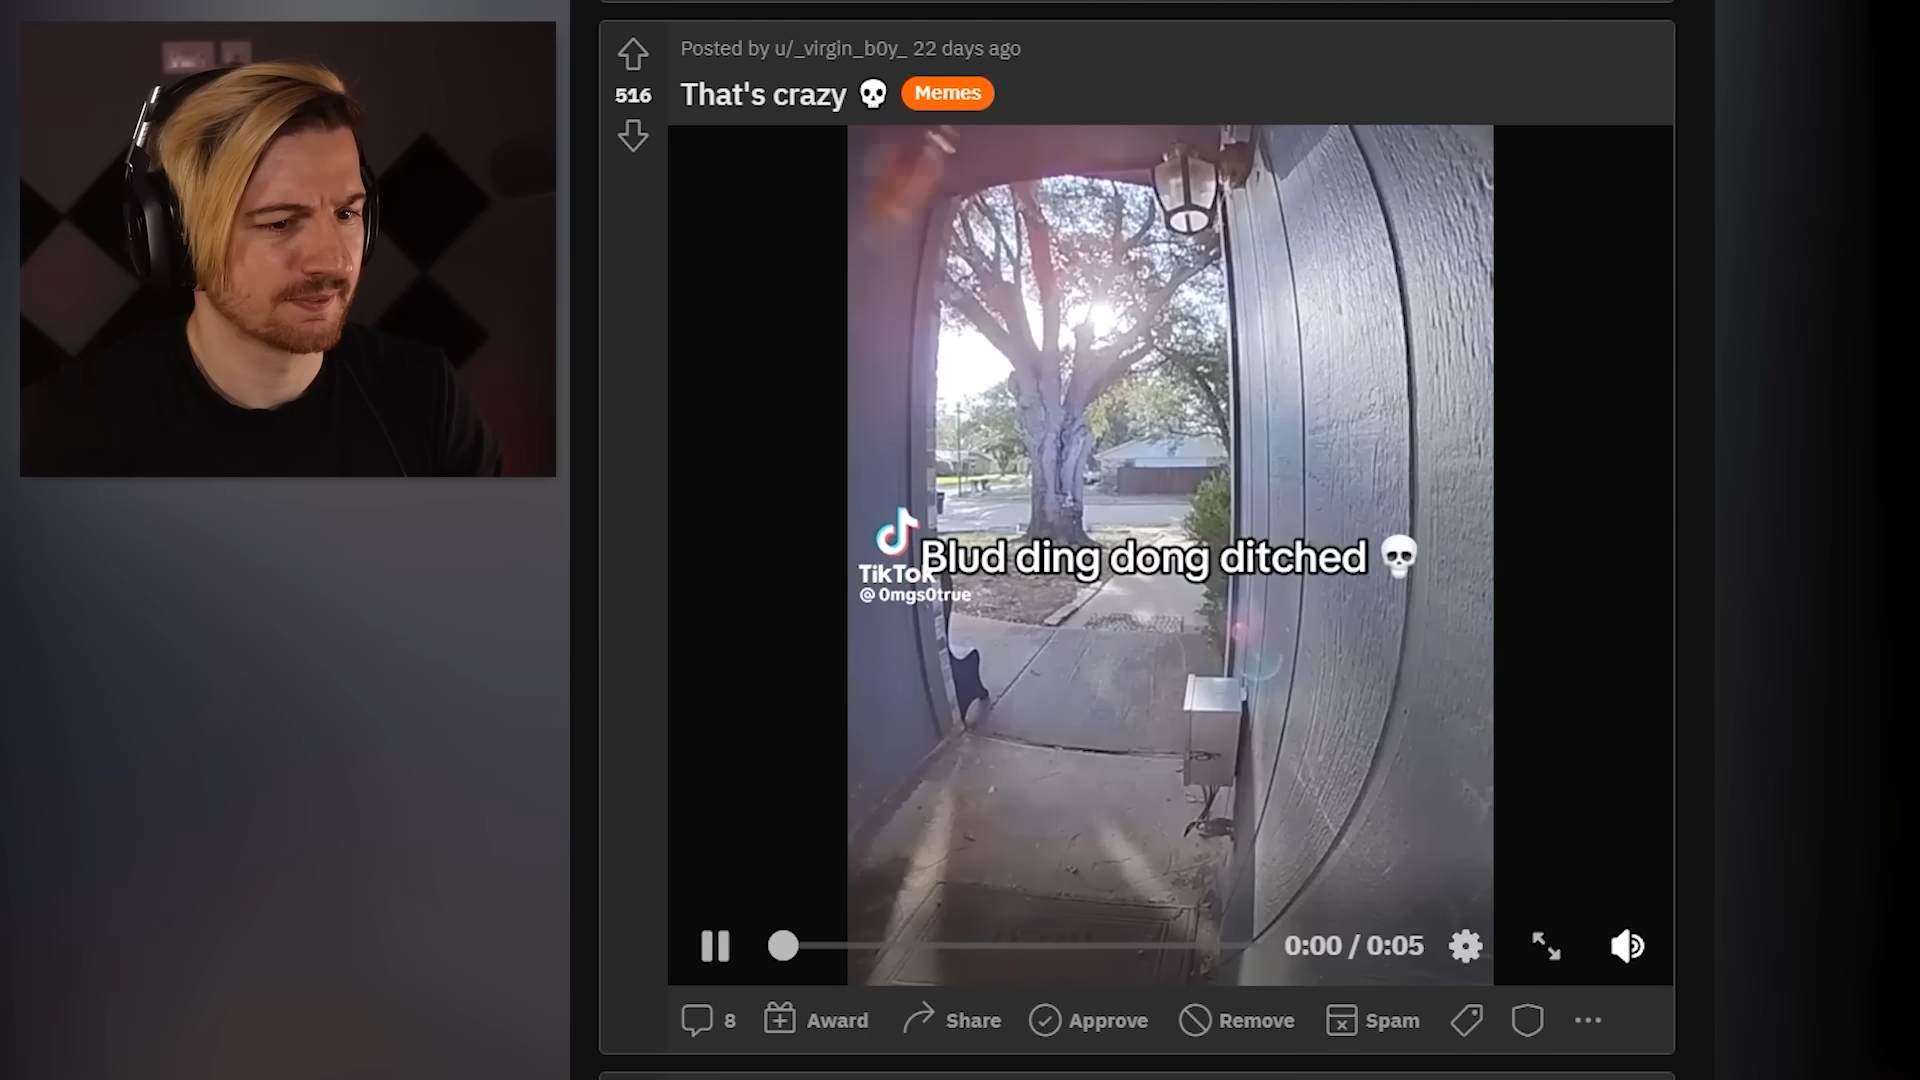 Posted by u/_virgin_b0y_ 22 days ago
516
That's crazy 💀 Memes
Blud ding dong ditched 💀
TikTok
@0mgs0true
0:00 / 0:05
8 Award Share Approve Remove Spam